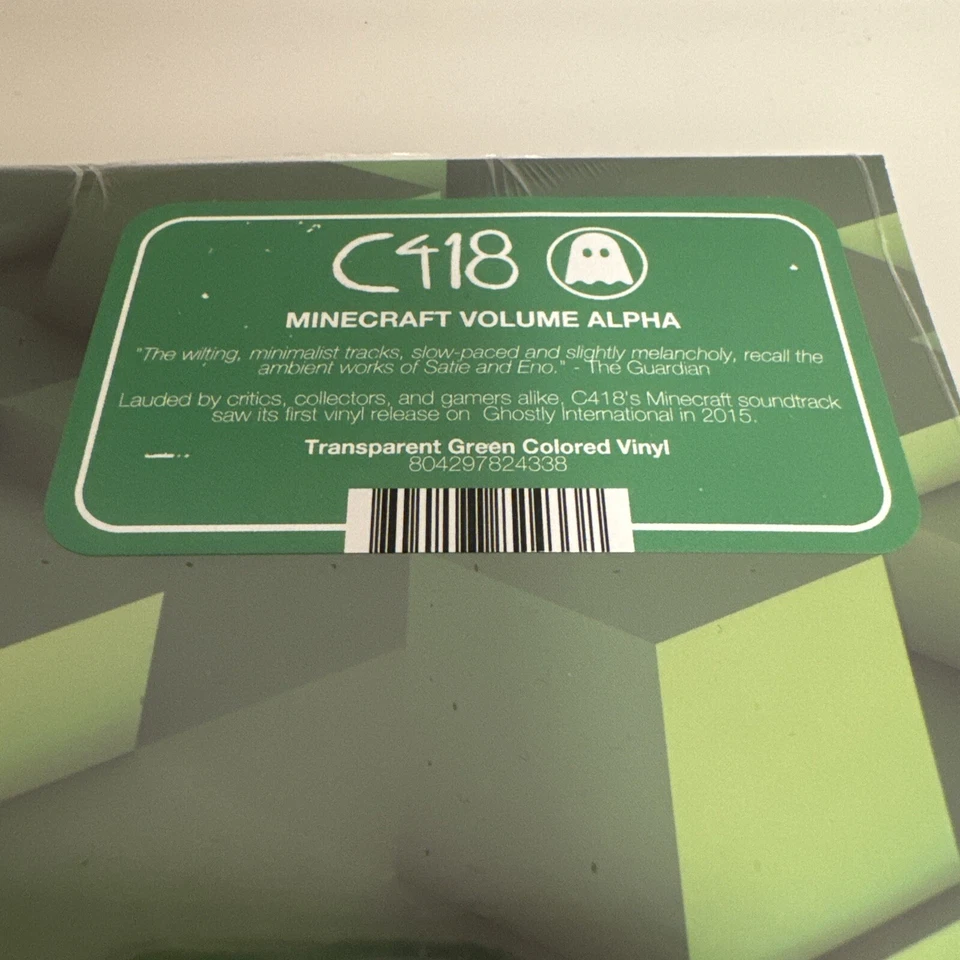 C418
MINECRAFT VOLUME ALPHA
"The wilting, minimalist tracks, slow-paced and slightly melancholy, recall the
ambient works of Satie and Eno." - The Guardian
Lauded by critics, collectors, and gamers alike, C418's Minecraft soundtrack
saw its first vinyl release on Ghostly International in 2015.
Transparent Green Colored Vinyl
804297824338